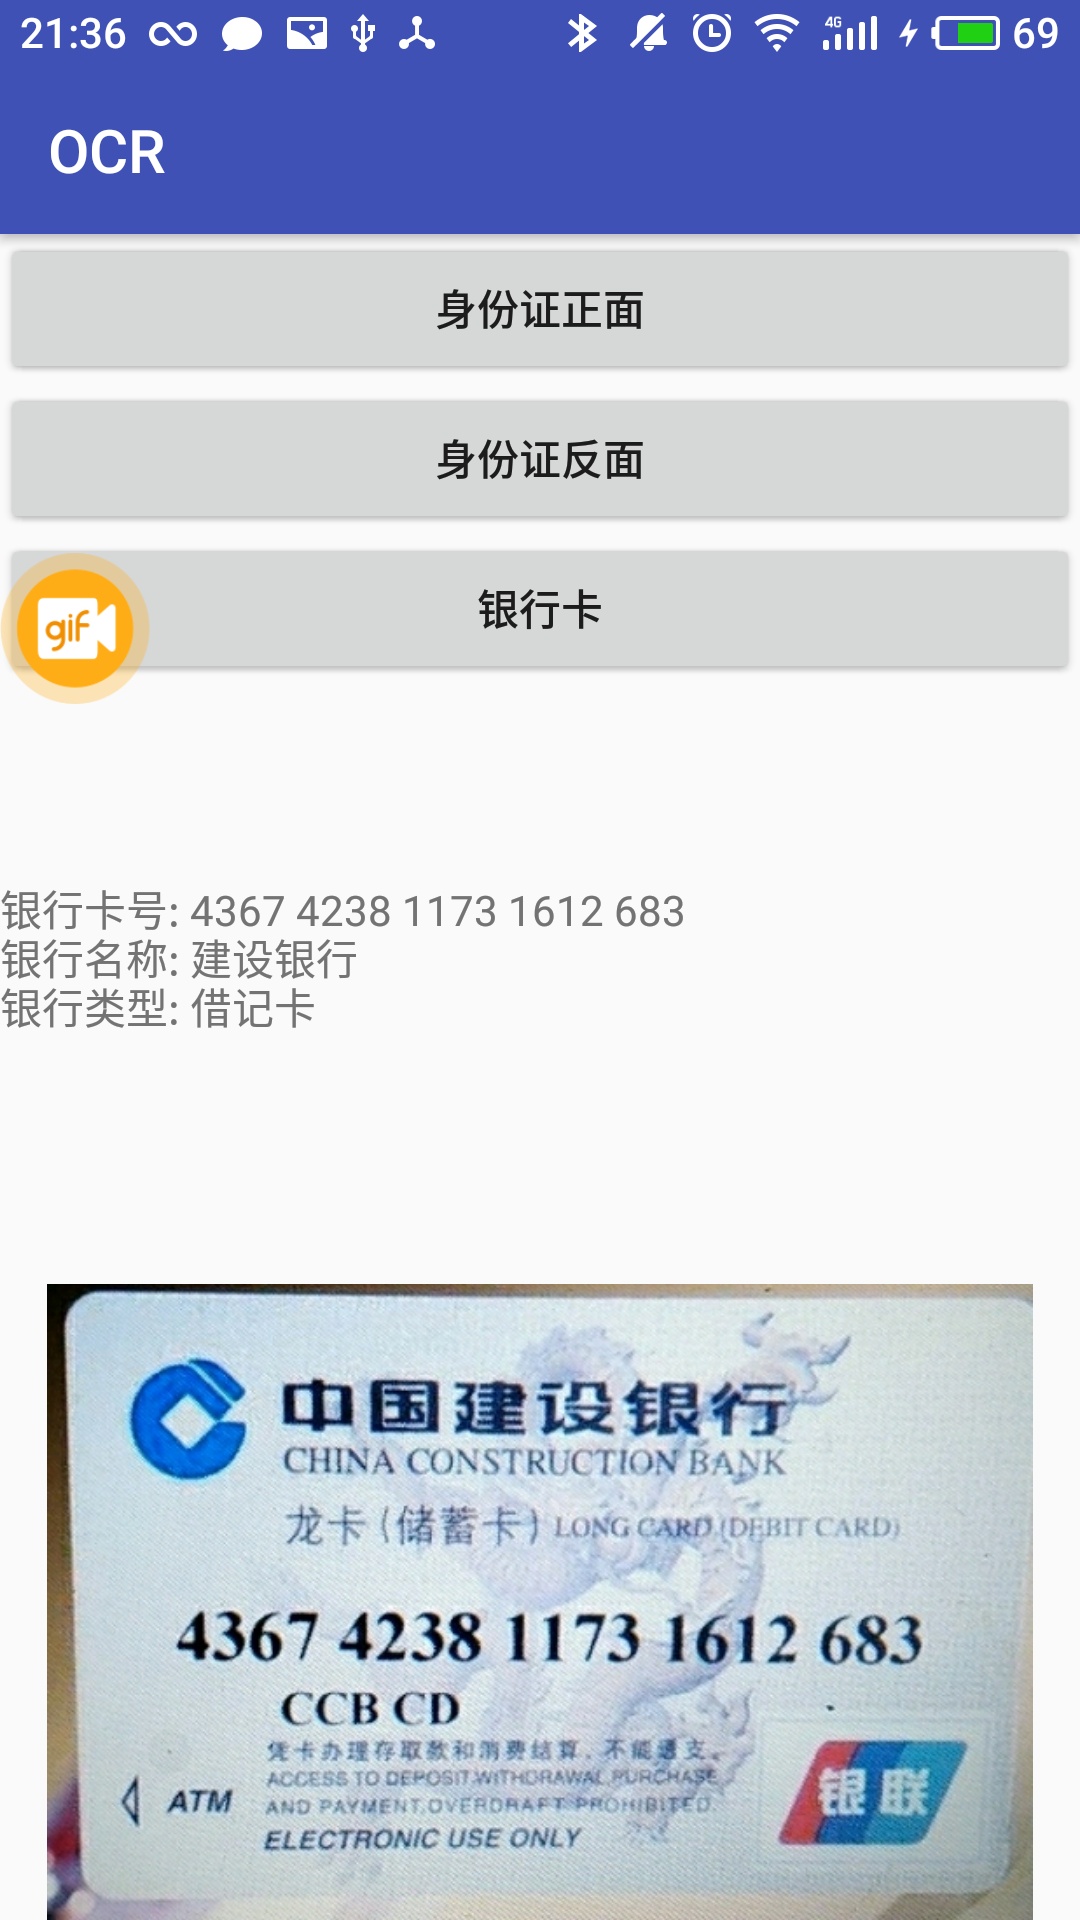 21:36
4G
69
OCR
身份证正面
身份证反面
gif
银行卡
银行卡号: 4367 4238 1173 1612 683
银行名称: 建设银行
银行类型: 借记卡
中国建设银行
CHINA CONSTRUCTION BANK
龙卡(储蓄卡) LONG CARD (DEBIT CARD)
4367 4238 1173 1612 683
CCB CD
凭卡办理存取款和消费结算，不能透支。
ACCESS TO DEPOSIT.WITHDRAWAL.PURCHASE
ATM
AND PAYMENT.OVERDRAFT PROHIBITED.
ELECTRONIC USE ONLY
银联